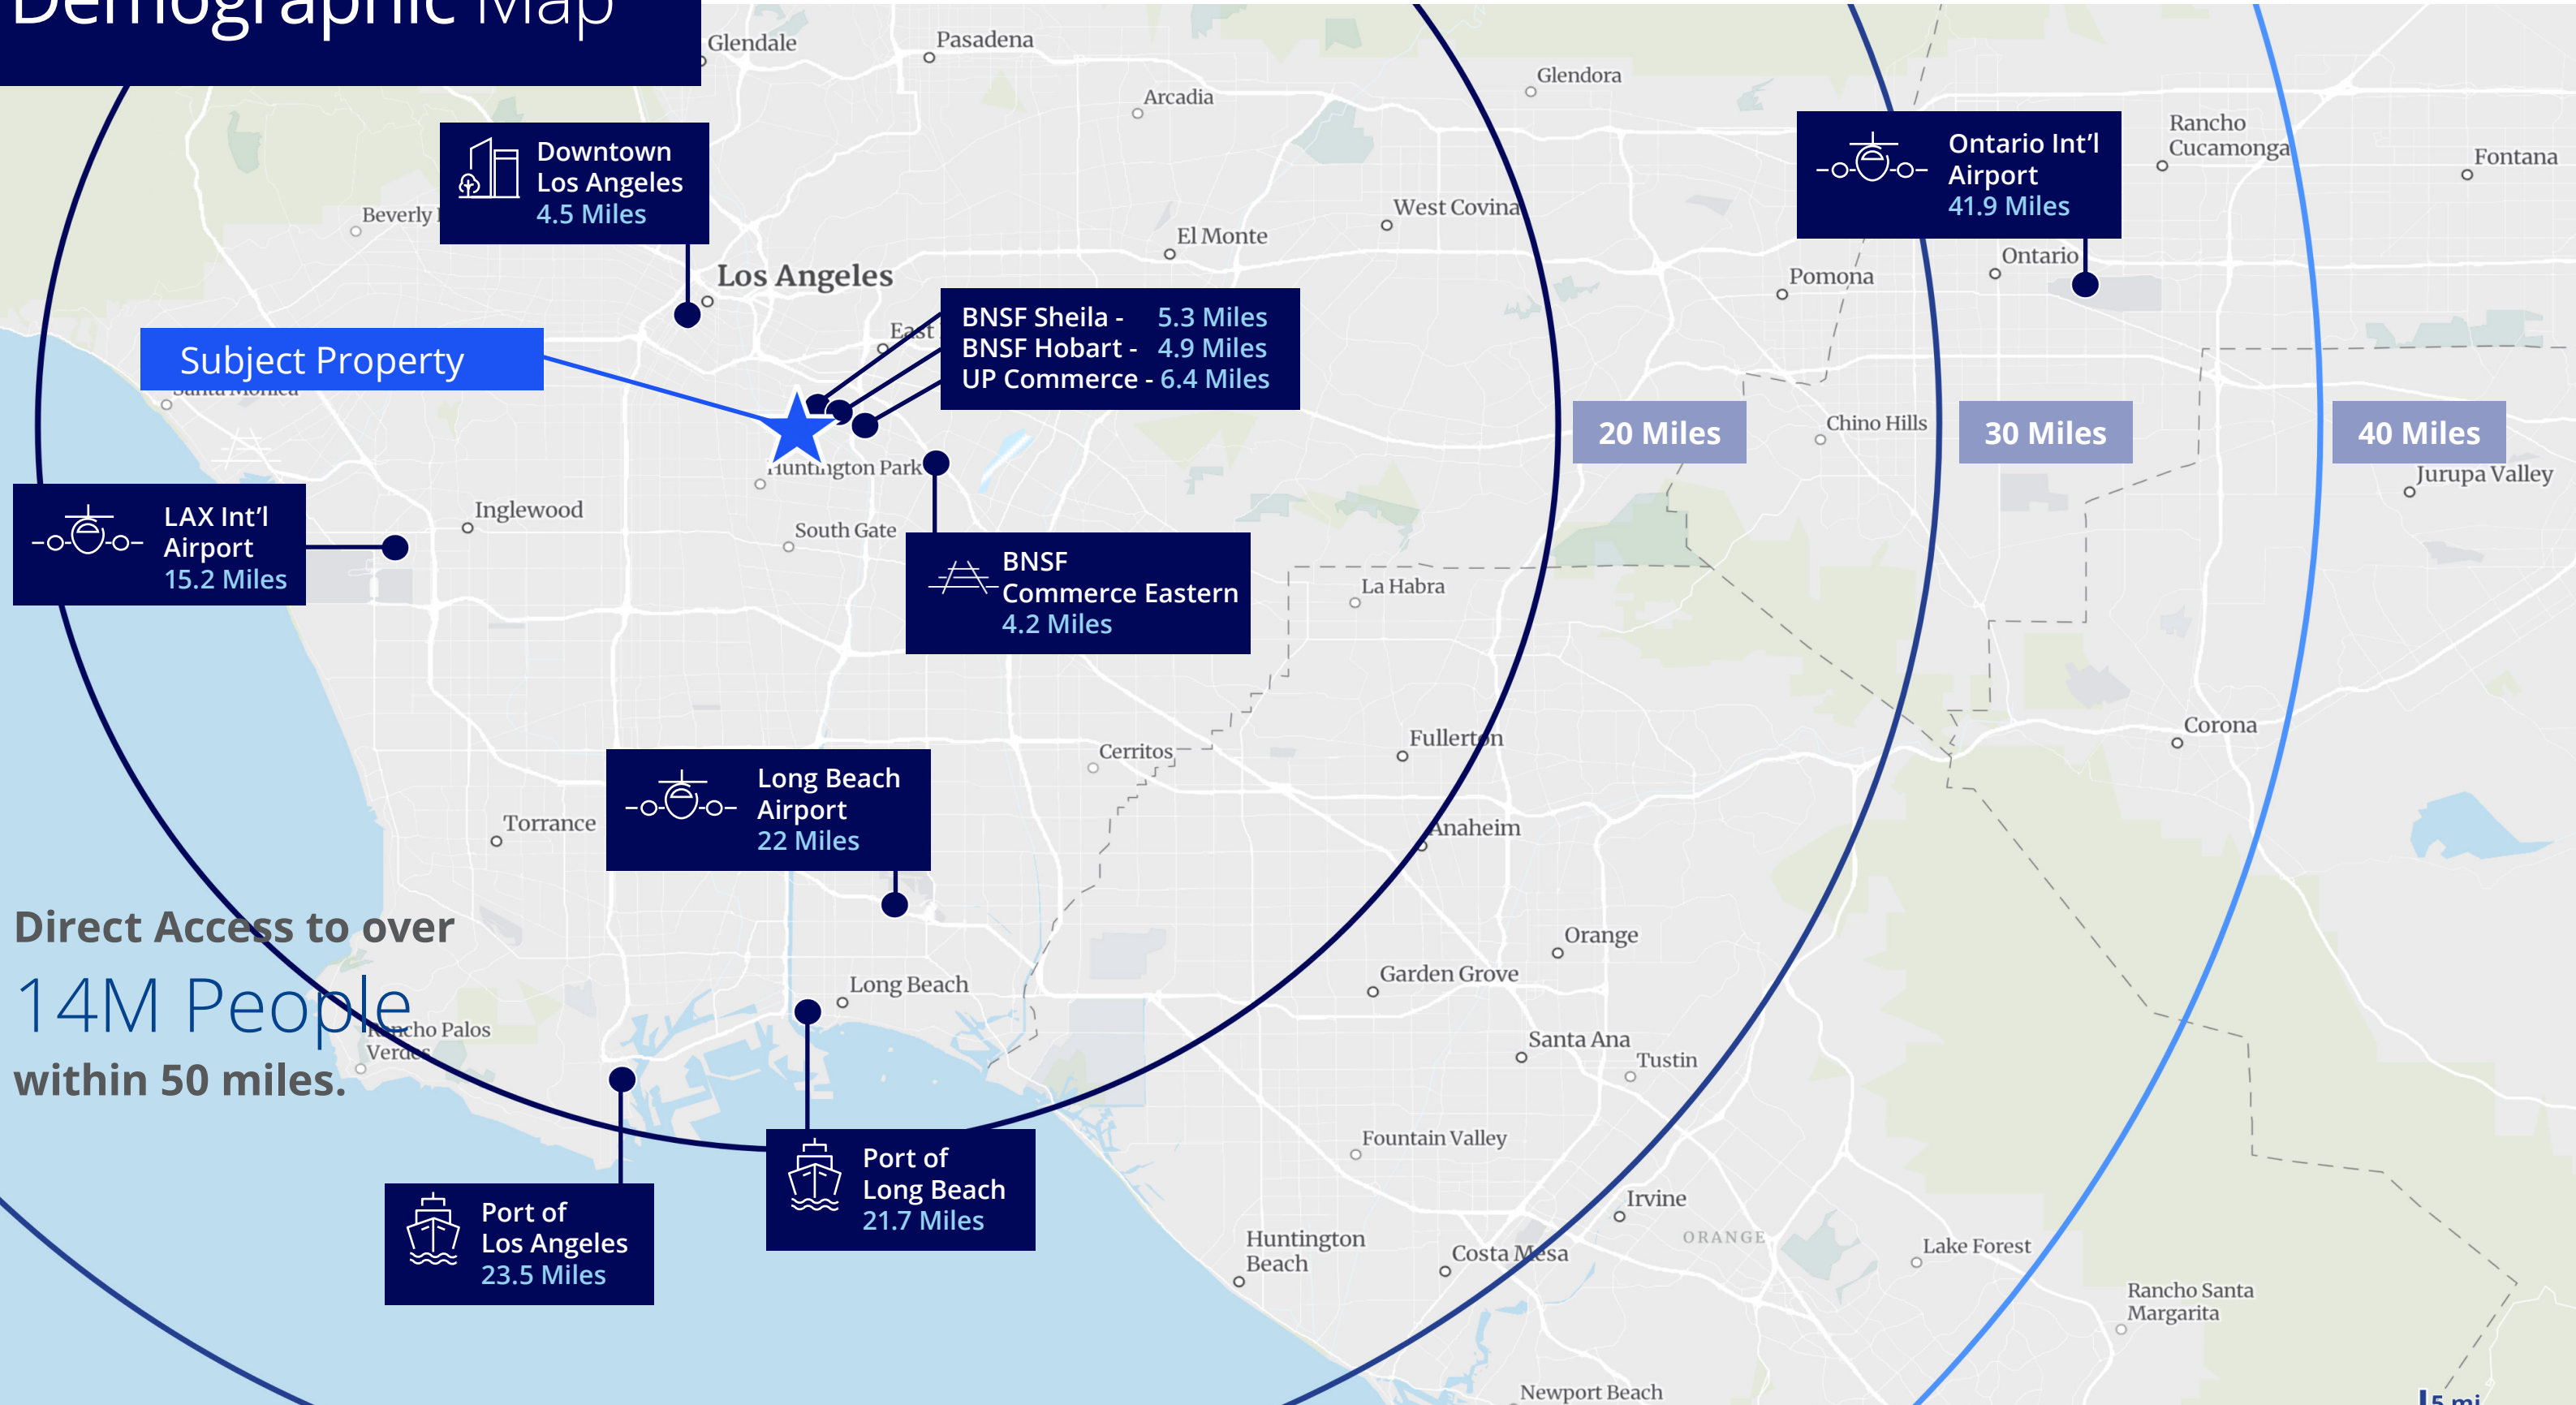 Demographic Map
Glendale
Pasadena
Arcadia
Glendora
Rancho
Cucamonga
Fontana
Downtown
Los Angeles
4.5 Miles
Ontario Int'l
Airport
41.9 Miles
Beverly
West Covina
El Monte
Los Angeles
Ontario
Pomona
BNSF Sheila - 5.3 Miles
BNSF Hobart - 4.9 Miles
UP Commerce - 6.4 Miles
East
Subject Property
Santa Monica
20 Miles
Chino Hills
30 Miles
40 Miles
Huntington Park
Jurupa Valley
LAX Int'l
Airport
15.2 Miles
Inglewood
South Gate
BNSF
Commerce Eastern
4.2 Miles
La Habra
Corona
Fullerton
Cerritos
Long Beach
Airport
22 Miles
Torrance
Anaheim
Direct Access to over
14M People
within 50 miles.
Orange
Garden Grove
Long Beach
Rancho Palos
Verdes
Santa Ana
Tustin
Fountain Valley
Port of
Long Beach
21.7 Miles
Port of
Los Angeles
23.5 Miles
Irvine
ORANGE
Huntington
Beach
Costa Mesa
Lake Forest
Rancho Santa
Margarita
Newport Beach
5 mi